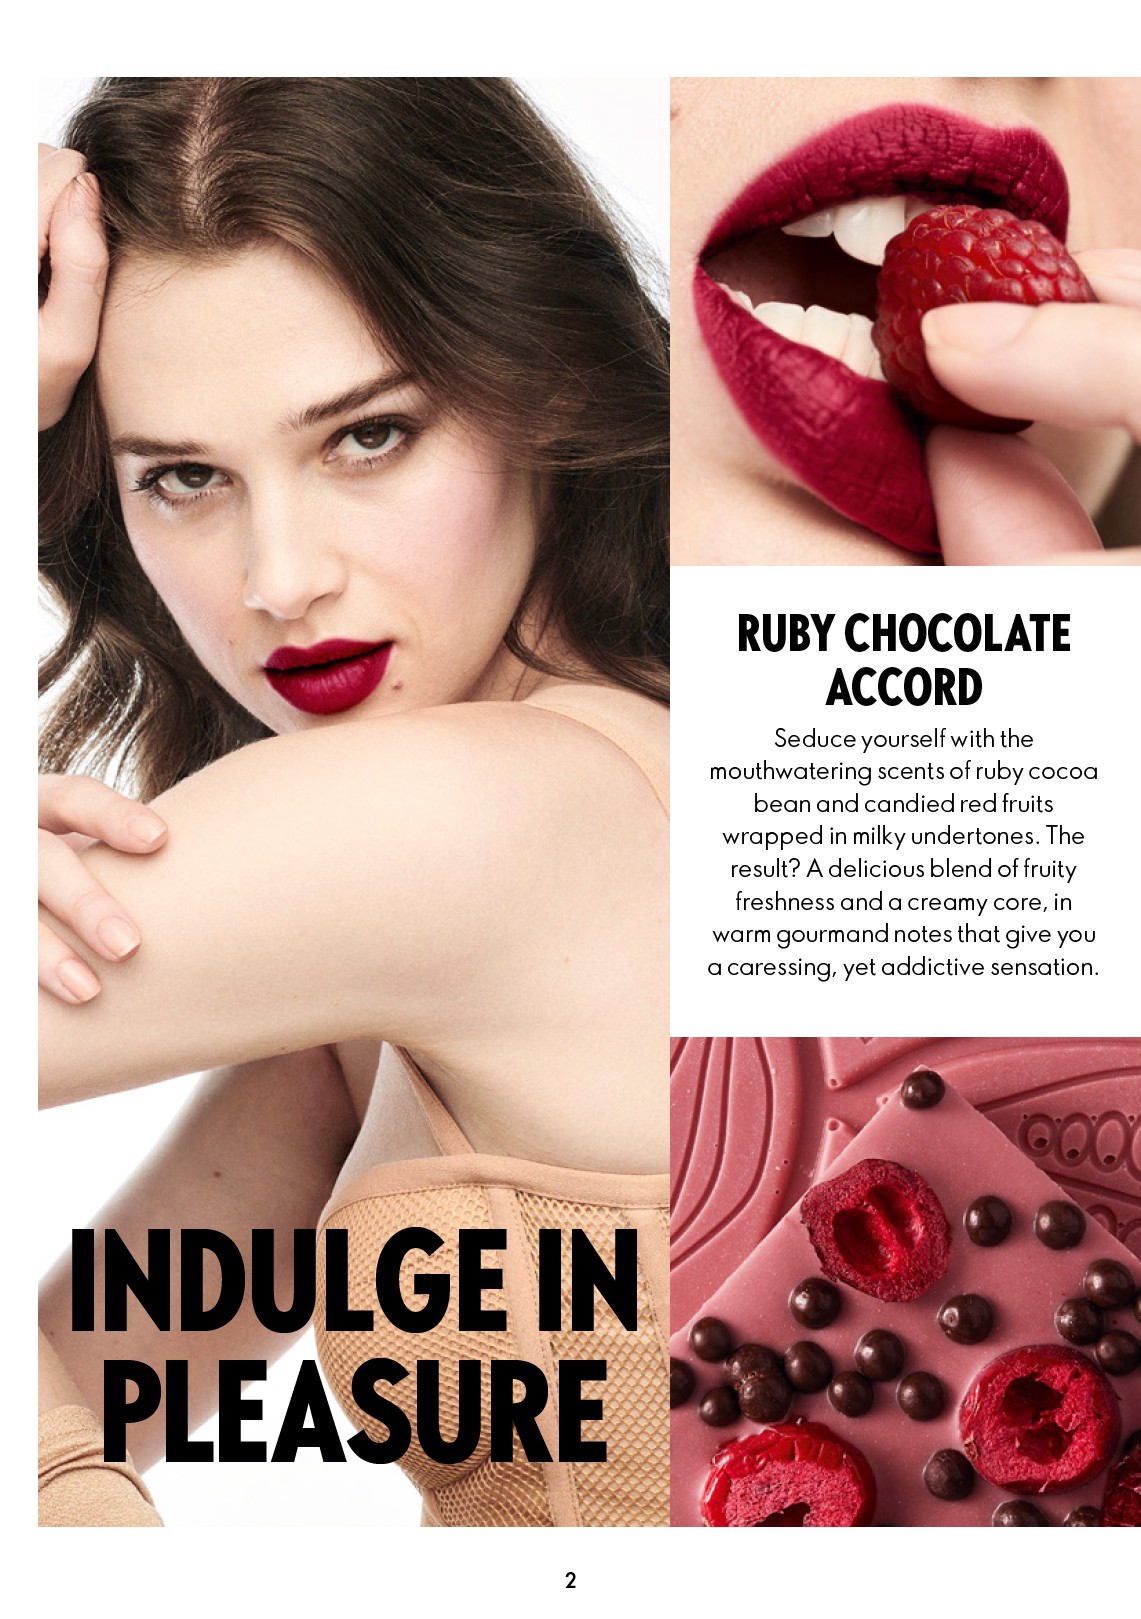 RUBY CHOCOLATE
ACCORD
Seduce yourself with the
mouthwatering scents of ruby cocoa
bean and candied red fruits
wrapped in milky undertones. The
result? A delicious blend of fruity
freshness and a creamy core, in
warm gourmand notes that give you
a caressing, yet addictive sensation.
INDULGE IN
PLEASURE
2